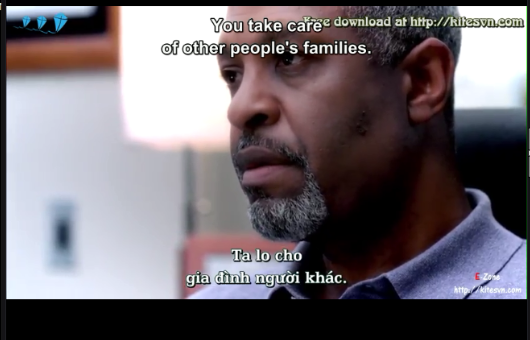 You take care
Free download at http://kitesvn.com
of other people's families.
Ta lo cho
gia đình người khác.
E-Zone
http://kitesvn.com